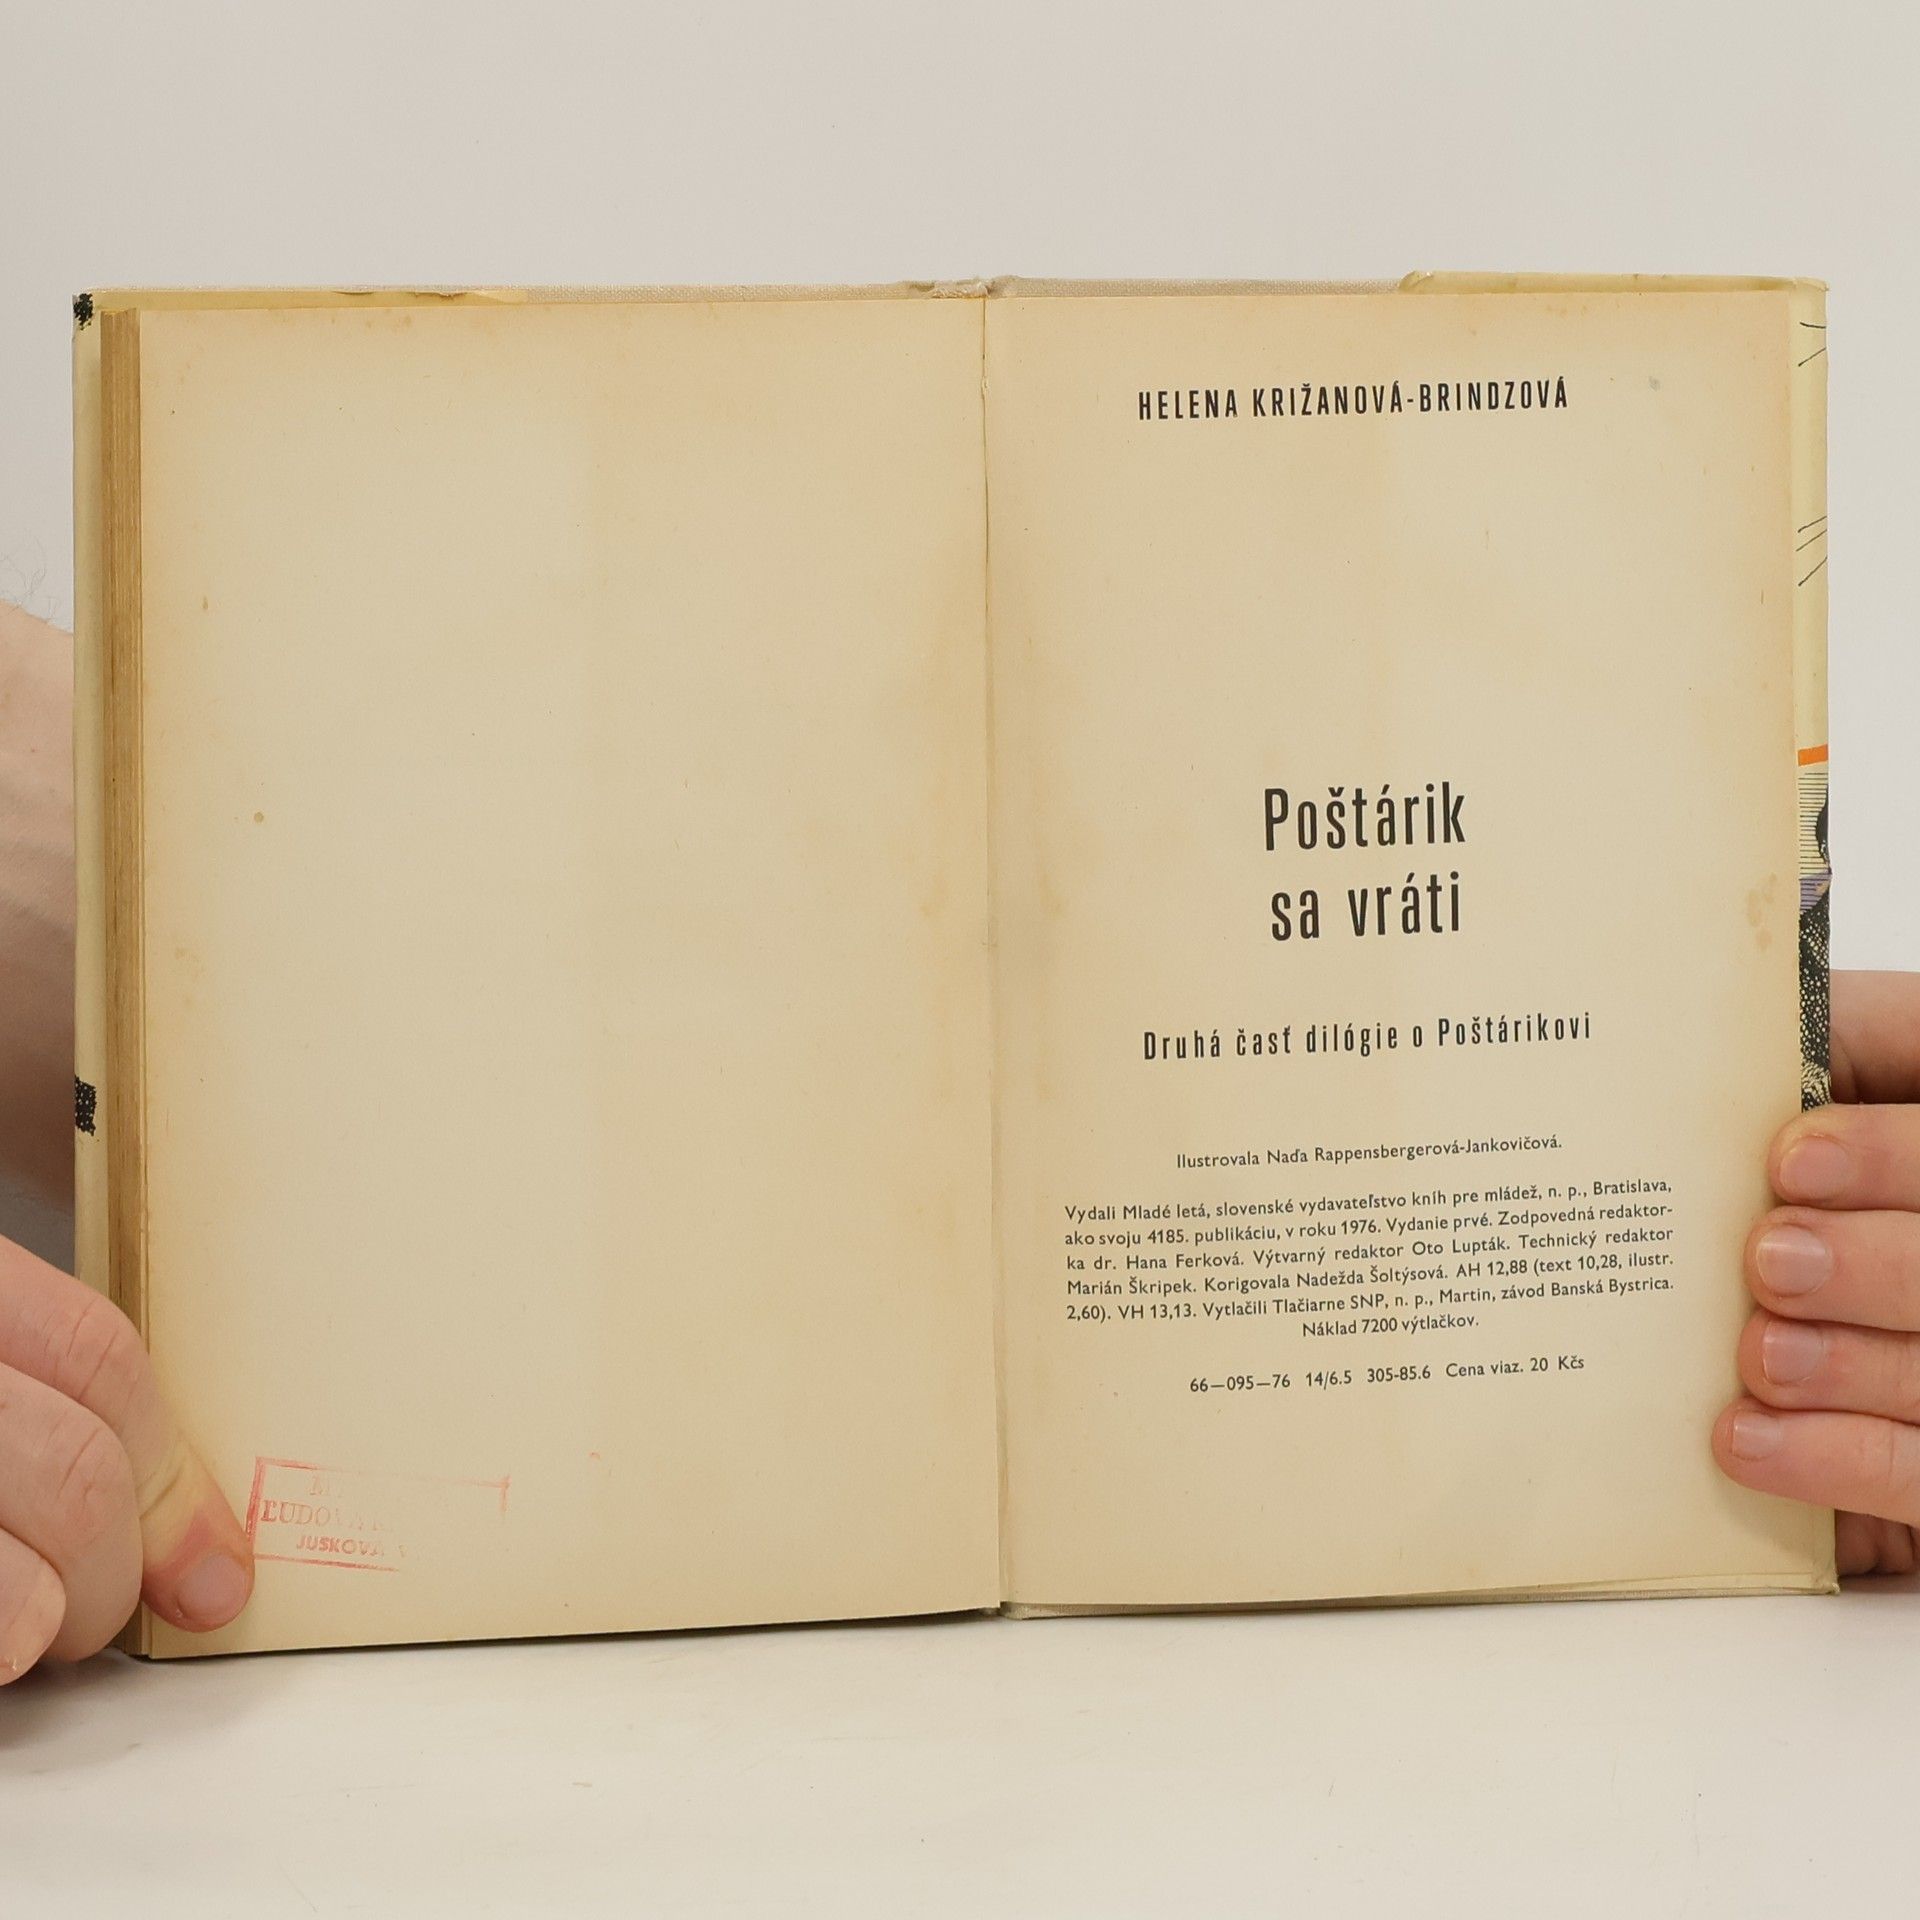 ĽUDOVÁ
JUSKOVÁ
HELENA KRIŽANOVÁ-BRINDZOVÁ
Poštárik
sa vráti
Druhá časť dilógie o Poštárikovi
Ilustrovala Naďa Rappensbergerová-Jankovičová.
Vydali Mladé letá, slovenské vydavateľstvo kníh pre mládež, n. p., Bratislava,
ako svoju 4185. publikáciu, v roku 1976. Vydanie prvé. Zodpovedná redaktor-
ka dr. Hana Ferková. Výtvarný redaktor Oto Lupták. Technický redaktor
Marián Škripek. Korigovala Nadežda Šoltýsová. AH 12,88 (text 10,28, ilustr.
2,60). VH 13,13. Vytlačili Tlačiarne SNP, n. p., Martin, závod Banská Bystrica.
Náklad 7200 výtlačkov.
66—095—76 14/6.5 305-85.6 Cena viaz. 20 Kčs